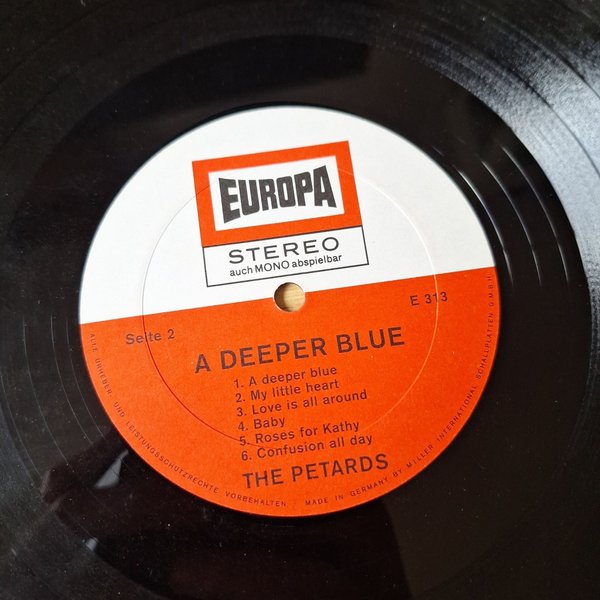 EUROPA
STEREO
auch MONO abspielbar
Seite 2
E 313
A DEEPER BLUE
1. A deeper blue
2. My little heart
3. Love is all around
4. Baby
5. Roses for Kathy
6. Confusion all day
THE PETARDS
ALLE URHEBER- UND LEISTUNGSSCHUTZRECHTE VORBEHALTEN MADE IN GERMANY BY MILLER INTERNATIONAL SCHALLPLATTEN G.M.B.H.